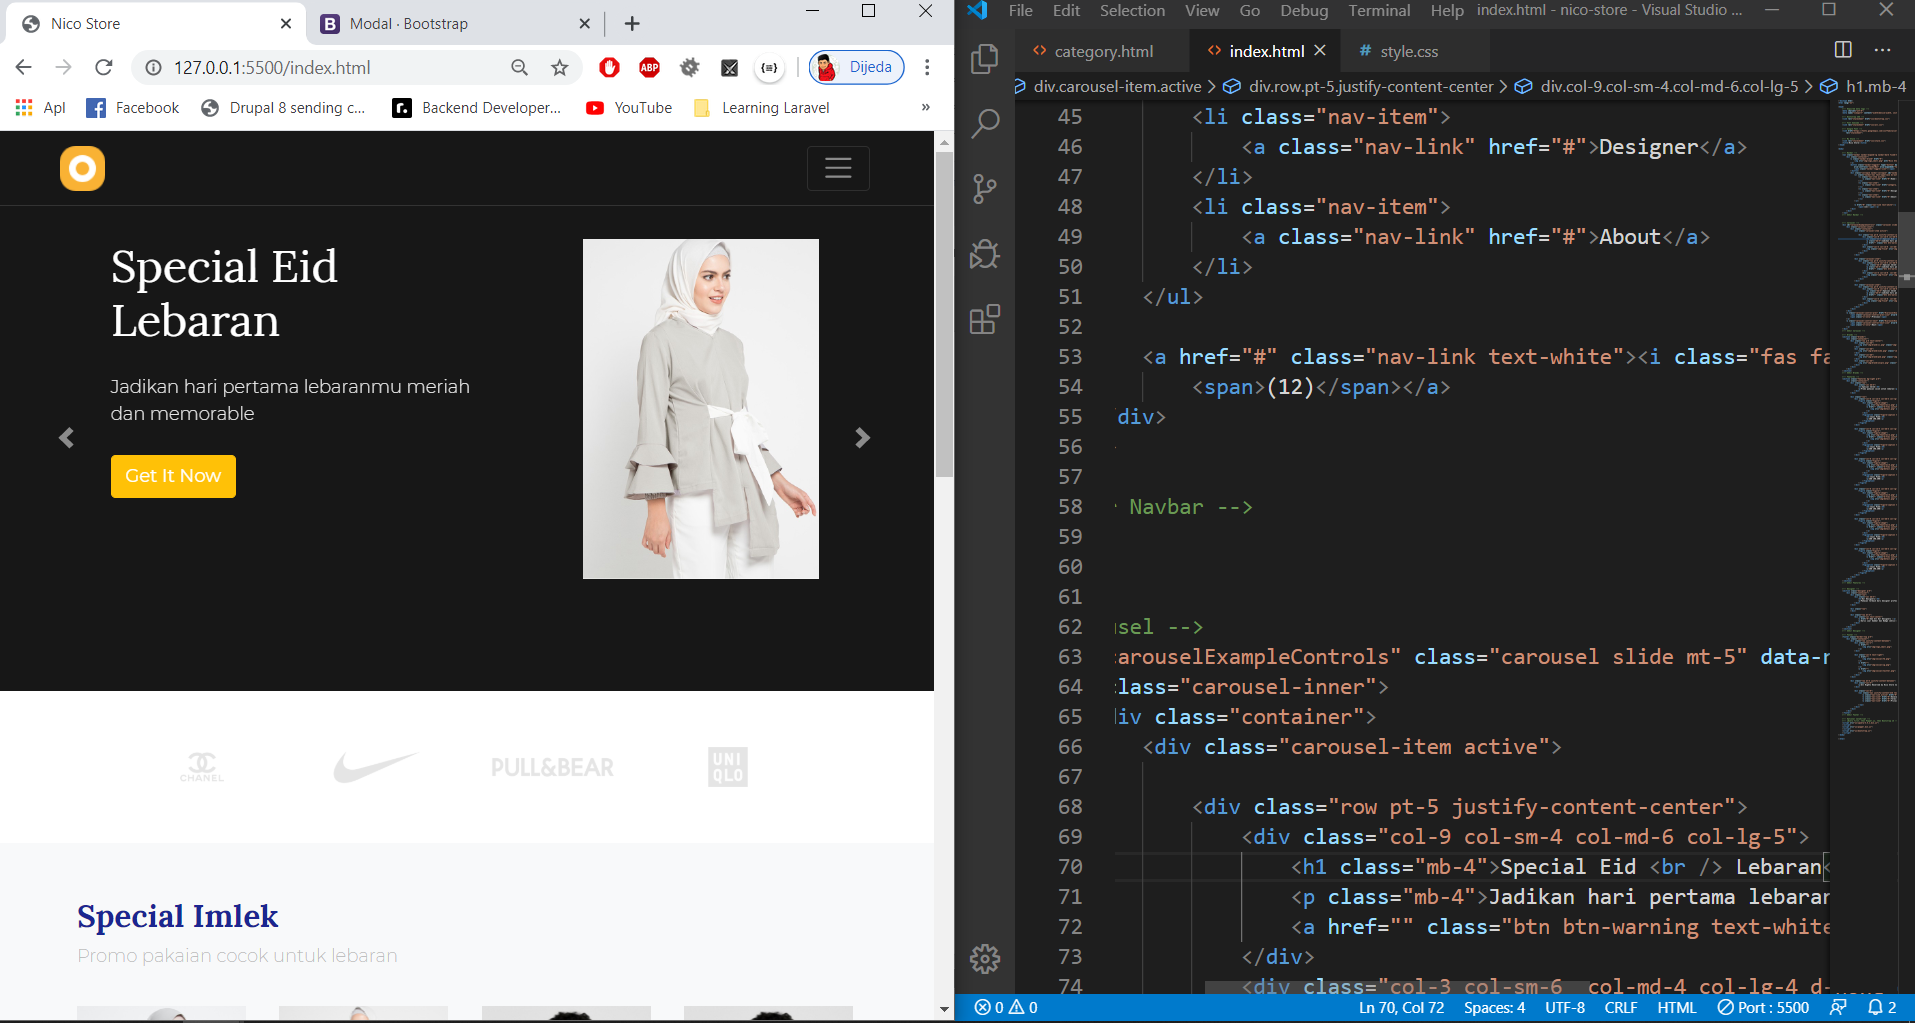 Nico Store
Modal · Bootstrap
127.0.0.1:5500/index.html
ABP
Dijeda
Apl
Facebook
Drupal 8 sending c...
Backend Developer...
YouTube
Learning Laravel
»
Special Eid
Lebaran
Jadikan hari pertama lebaranmu meriah
dan memorable
Get It Now
CHANEL
PULL&BEAR
UNI
QLO
Special Imlek
Promo pakaian cocok untuk lebaran
File Edit Selection View Go Debug Terminal Help index.html - nico-store - Visual Studio ...
category.html
index.html
style.css
div.carousel-item.active > div.row.pt-5.justify-content-center > div.col-9.col-sm-4.col-md-6.col-lg-5 > h1.mb-4
45 <li class="nav-item">
46 <a class="nav-link" href="#">Designer</a>
47 </li>
48 <li class="nav-item">
49 <a class="nav-link" href="#">About</a>
50 </li>
51 </ul>
52
53 <a href="#" class="nav-link text-white"><i class="fas fa
54 <span>(12)</span></a>
55 div>
56
57
58 Navbar -->
59
60
61
62 sel -->
63 arouselExampleControls" class="carousel slide mt-5" data-r
64 lass="carousel-inner">
65 iv class="container">
66 <div class="carousel-item active">
67
68 <div class="row pt-5 justify-content-center">
69 <div class="col-9 col-sm-4 col-md-6 col-lg-5">
70 <h1 class="mb-4">Special Eid <br /> Lebaran<
71 <p class="mb-4">Jadikan hari pertama lebaran
72 <a href="" class="btn btn-warning text-white
73 </div>
74 <div class="col-3 col-sm-6 col-md-4 col-lg-4 d-
0 0 Ln 70, Col 72 Spaces: 4 UTF-8 CRLF HTML Port : 5500 2